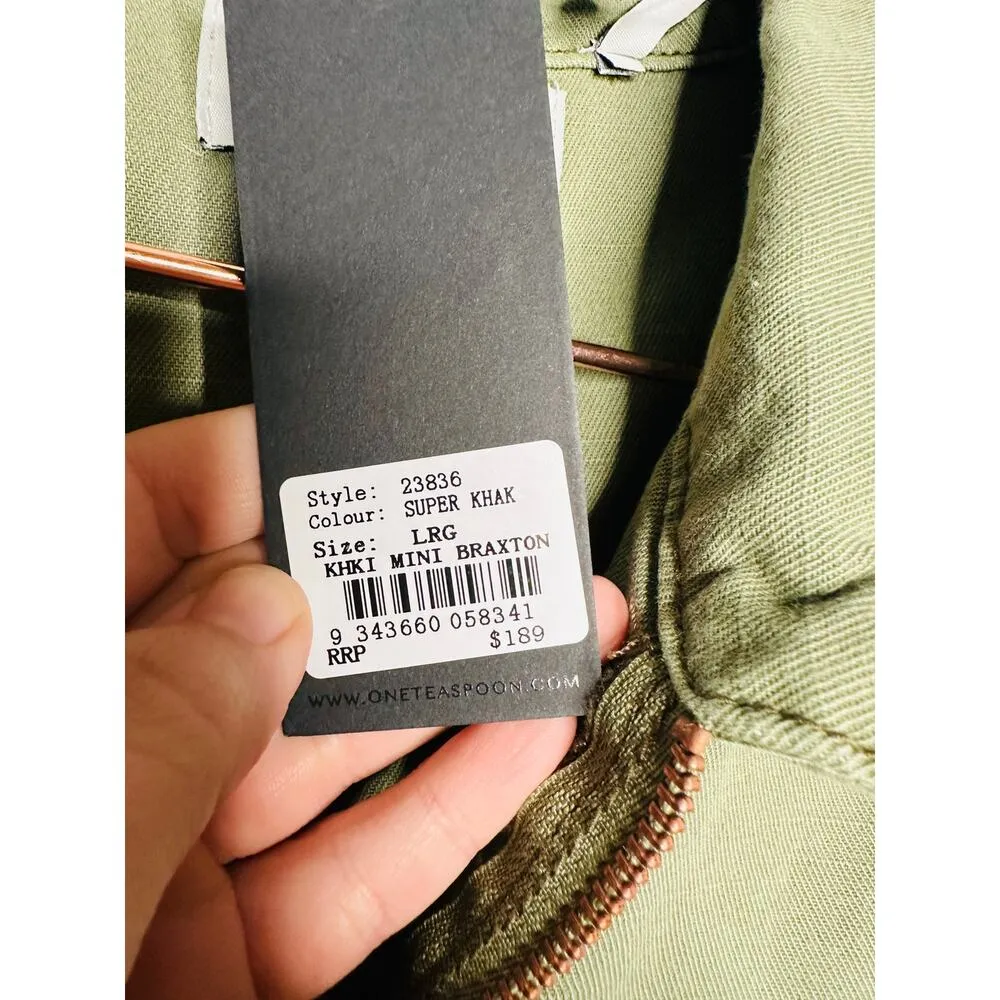 Style: 23836
Colour: SUPER KHAK
Size: LRG
KHKI MINI BRAXTON
9 343660 058341
RRP $189
WWW.ONETEASPOON.COM